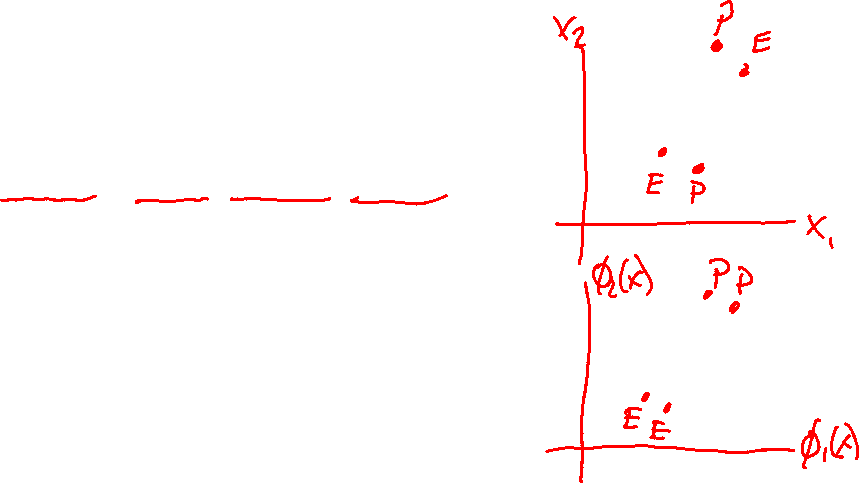 P
X₂
E
E
P
X₁
P P
ϕ₂(x)
E E
ϕ₁(x)